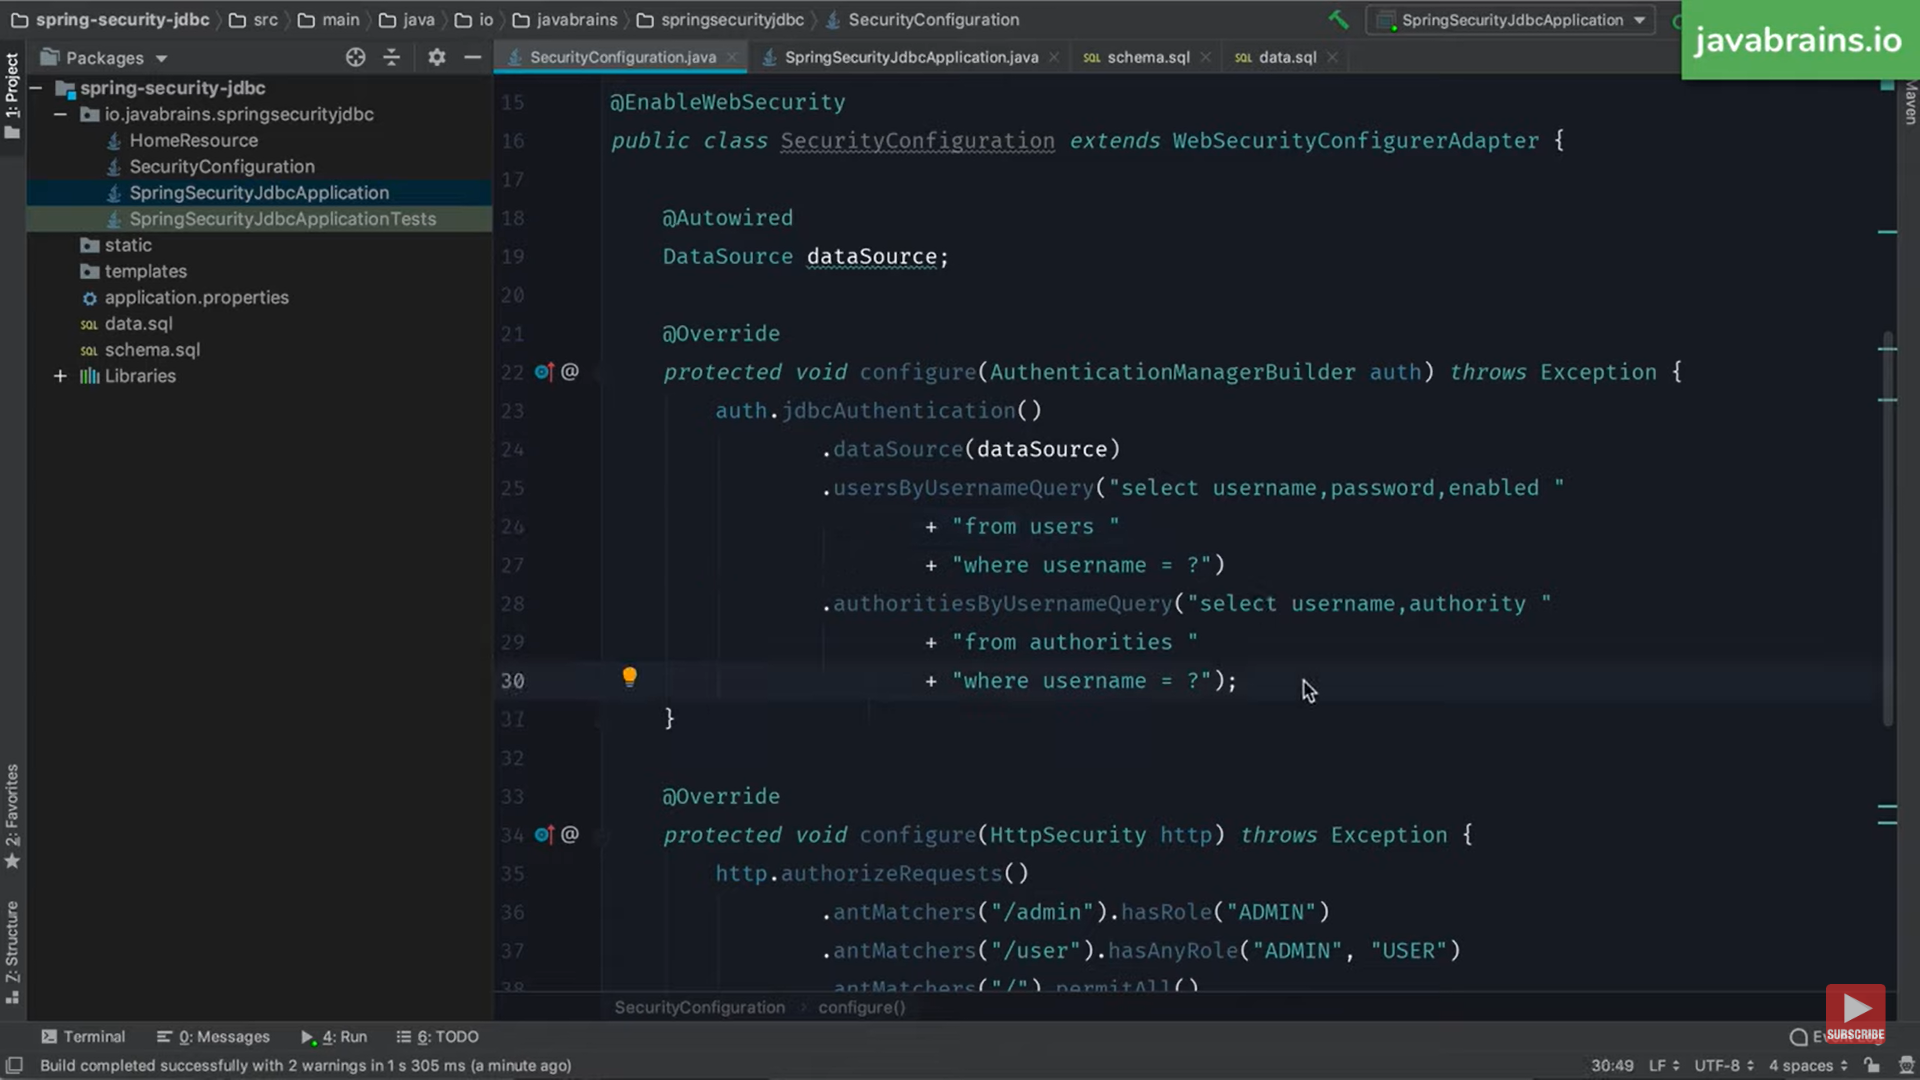 spring-security-jdbc src main java io javabrains springsecurityjdbc SecurityConfiguration SpringSecurityJdbcApplication
javabrains.io
1: Project
Packages
SecurityConfiguration.java SpringSecurityJdbcApplication.java SQL schema.sql SQL data.sql
Maven
spring-security-jdbc
io.javabrains.springsecurityjdbc
HomeResource
SecurityConfiguration
SpringSecurityJdbcApplication
SpringSecurityJdbcApplicationTests
static
templates
application.properties
SQL data.sql
SQL schema.sql
+ Libraries
15 @EnableWebSecurity
16 public class SecurityConfiguration extends WebSecurityConfigurerAdapter {
17
18 @Autowired
19 DataSource dataSource;
20
21 @Override
22 @ protected void configure(AuthenticationManagerBuilder auth) throws Exception {
23 auth.jdbcAuthentication()
24 .dataSource(dataSource)
25 .usersByUsernameQuery("select username,password,enabled "
26 + "from users "
27 + "where username = ?")
28 .authoritiesByUsernameQuery("select username,authority "
29 + "from authorities "
30 + "where username = ?");
31 }
32
33 @Override
34 @ protected void configure(HttpSecurity http) throws Exception {
35 http.authorizeRequests()
36 .antMatchers("/admin").hasRole("ADMIN")
37 .antMatchers("/user").hasAnyRole("ADMIN", "USER")
38 .antMatchers("/").permitAll()
SecurityConfiguration › configure()
2: Favorites
Z: Structure
Terminal 0: Messages 4: Run 6: TODO
SUBSCRIBE
Build completed successfully with 2 warnings in 1 s 305 ms (a minute ago) 30:49 LF UTF-8 4 spaces